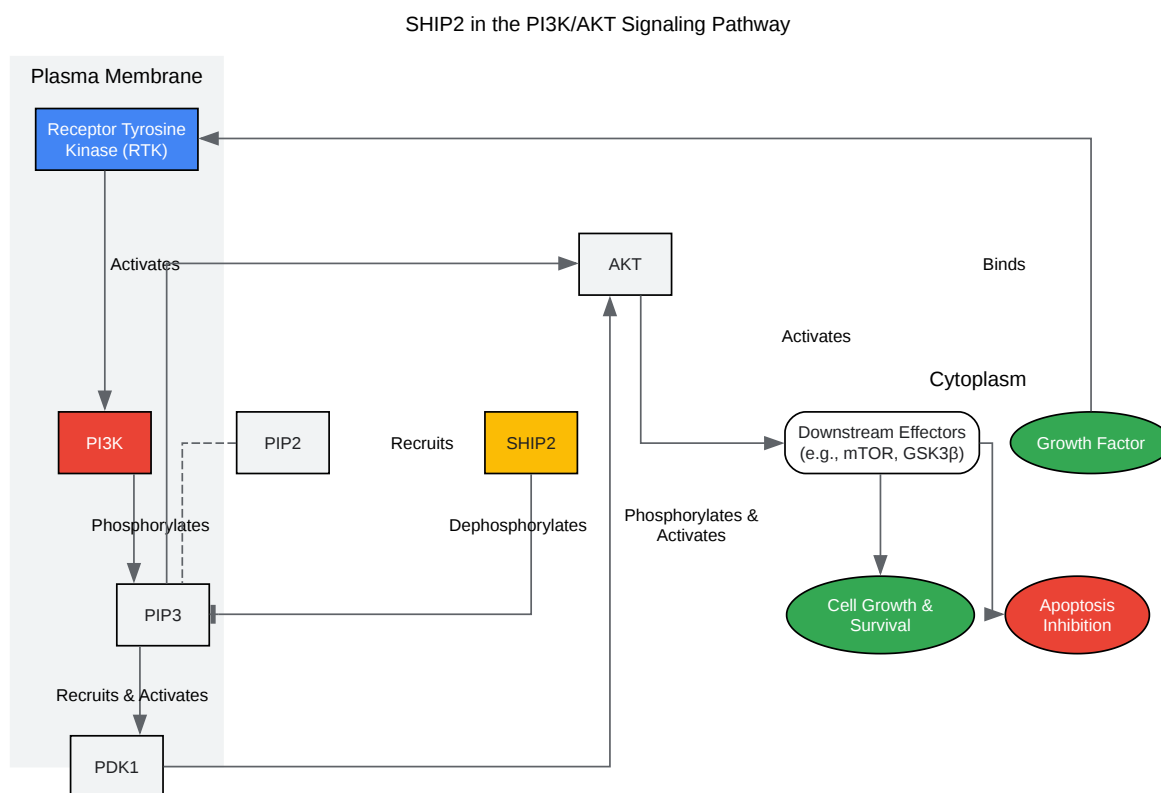 SHIP2 in the PI3K/AKT Signaling Pathway
Plasma Membrane
Receptor Tyrosine
Kinase (RTK)
Activates
AKT
Binds
Activates
Cytoplasm
PI3K
PIP2
Recruits
SHIP2
Downstream Effectors
(e.g., mTOR, GSK3β)
Growth Factor
Phosphorylates
Dephosphorylates
Phosphorylates &
Activates
PIP3
Cell Growth &
Survival
Apoptosis
Inhibition
Recruits & Activates
PDK1